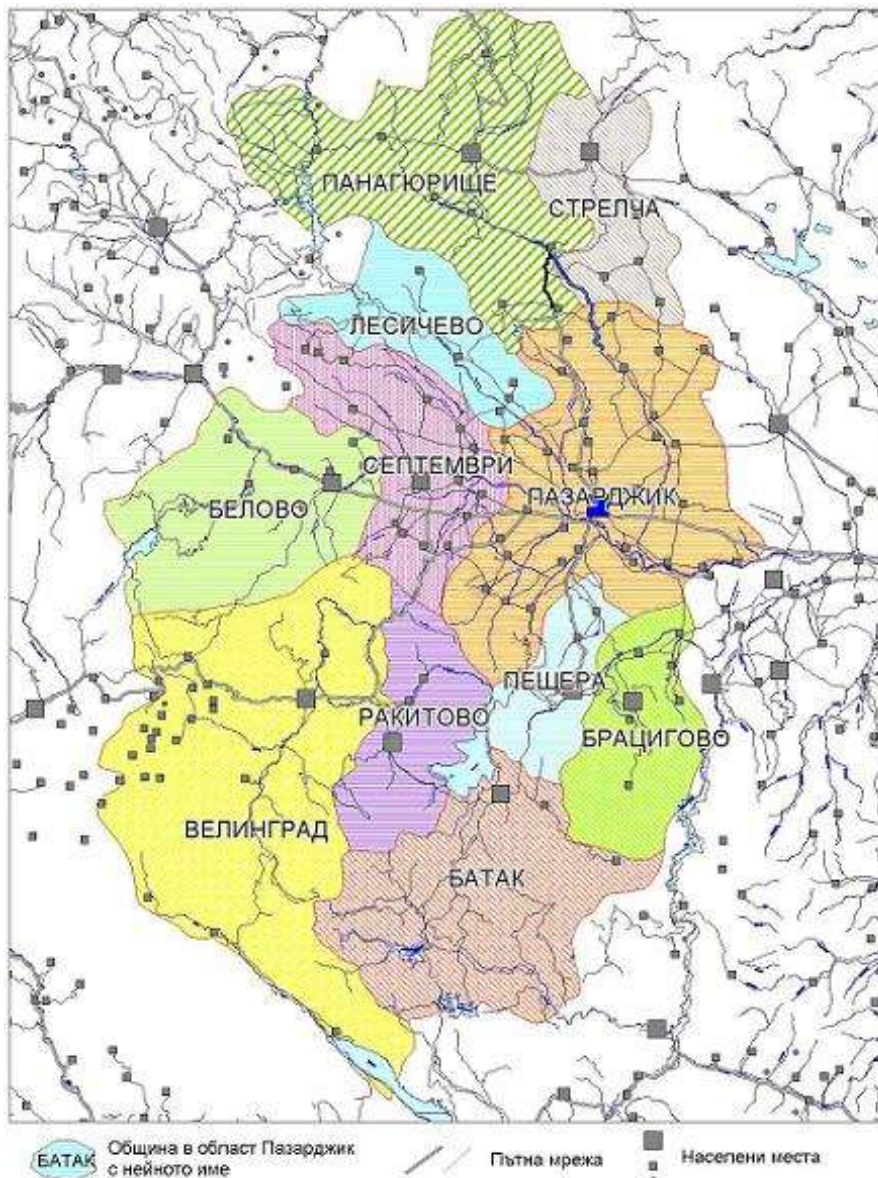 ПАНАГЮРИЩЕ
СТРЕЛЧА
ЛЕСИЧЕВО
СЕПТЕМВРИ
ПАЗАРДЖИК
БЕЛОВО
ПЕЩЕРА
РАКИТОВО
БРАЦИГОВО
ВЕЛИНГРАД
БАТАК
БАТАК
Община в област Пазарджик
с нейното име
Пътна мрежа
Населени места